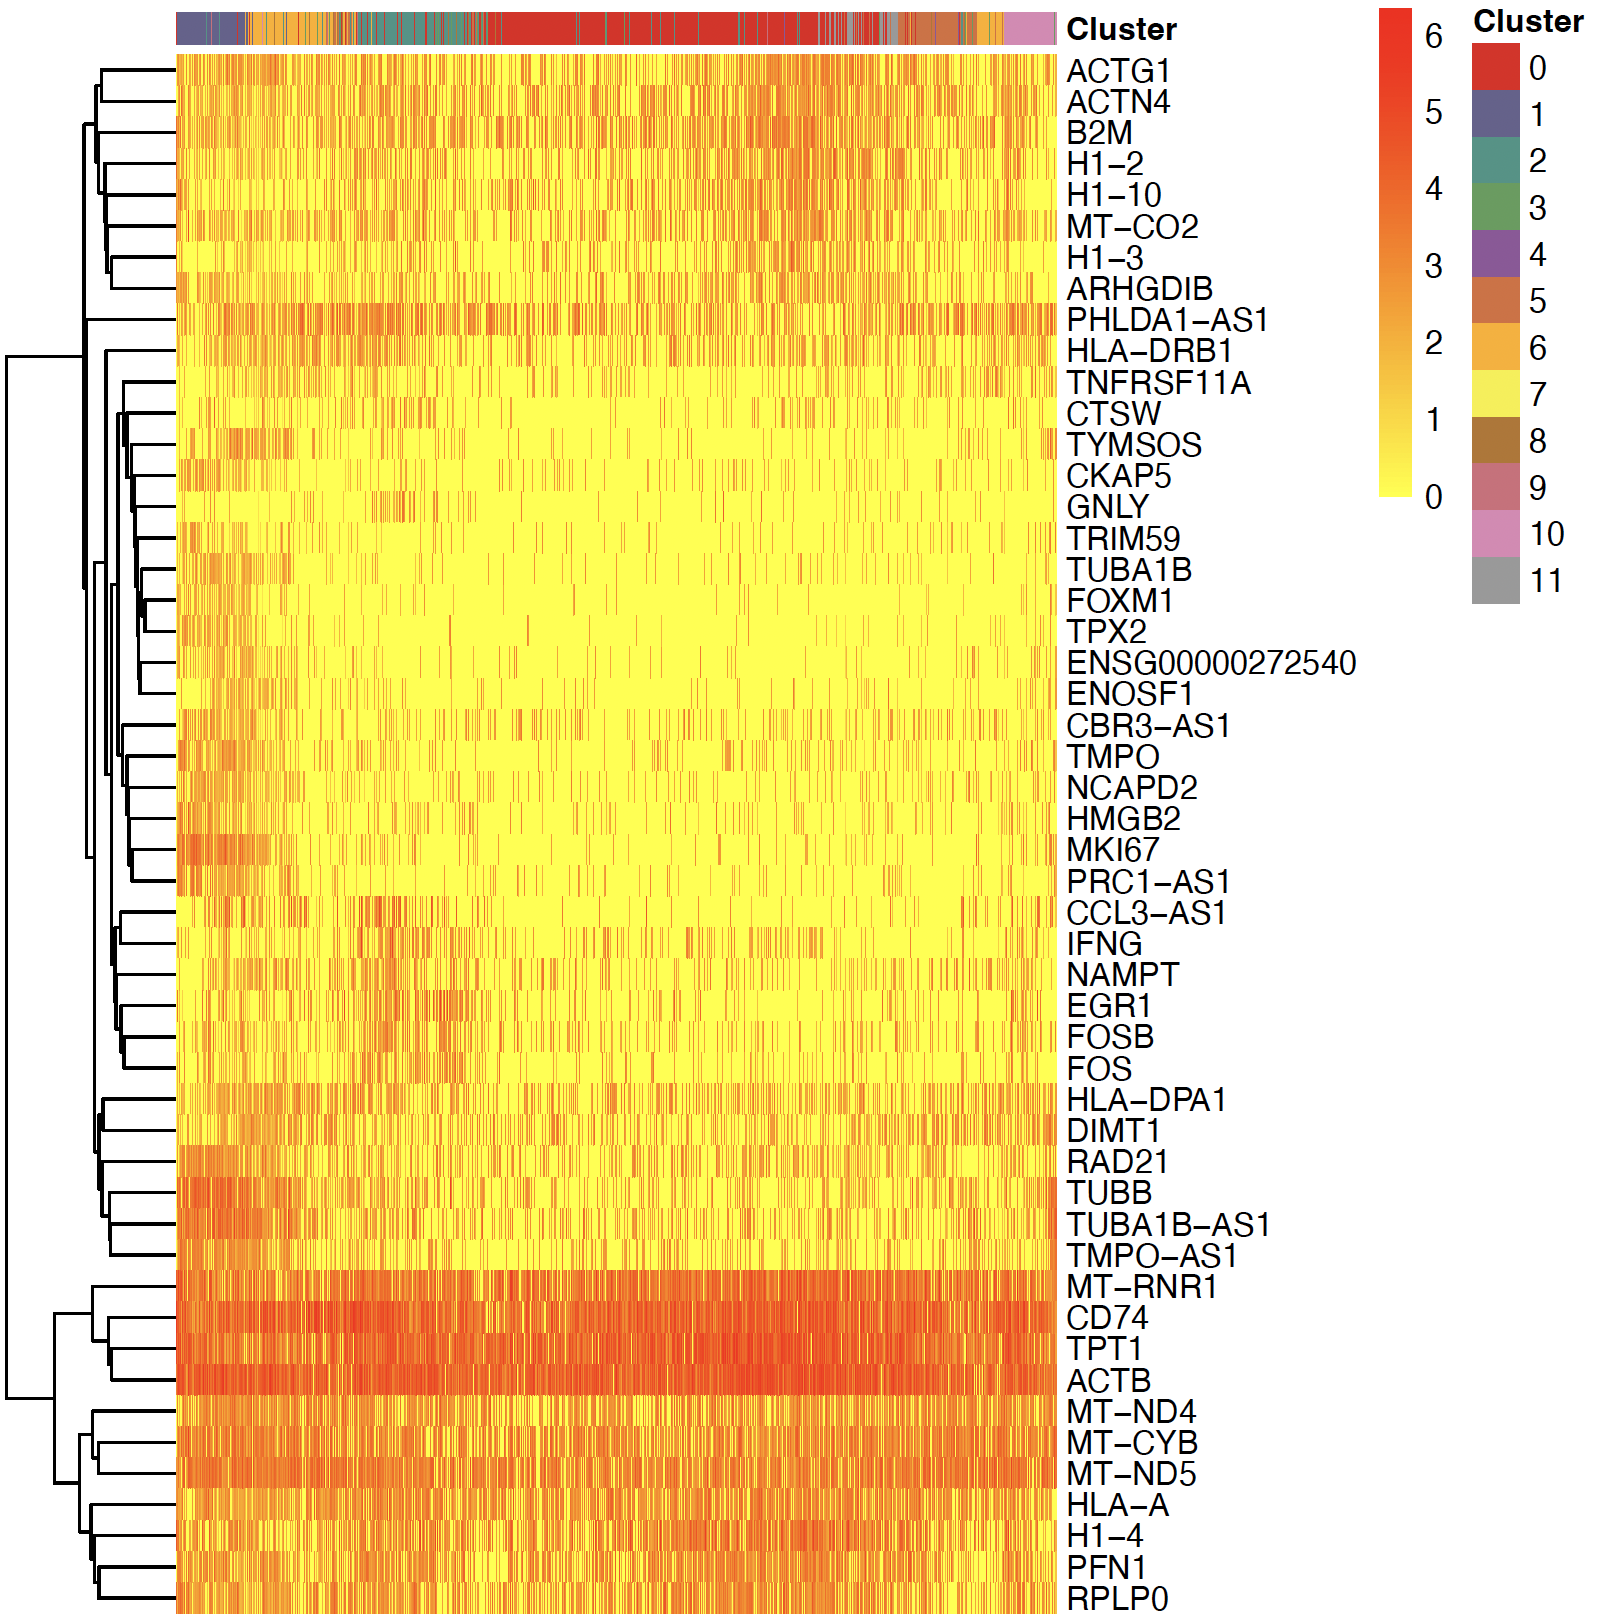 Cluster
ACTG1
ACTN4
B2M
H1−2
H1−10
MT−CO2
H1−3
ARHGDIB
PHLDA1−AS1
HLA−DRB1
TNFRSF11A
CTSW
TYMSOS
CKAP5
GNLY
TRIM59
TUBA1B
FOXM1
TPX2
ENSG00000272540
ENOSF1
CBR3−AS1
TMPO
NCAPD2
HMGB2
MKI67
PRC1−AS1
CCL3−AS1
IFNG
NAMPT
EGR1
FOSB
FOS
HLA−DPA1
DIMT1
RAD21
TUBB
TUBA1B−AS1
TMPO−AS1
MT−RNR1
CD74
TPT1
ACTB
MT−ND4
MT−CYB
MT−ND5
HLA−A
H1−4
PFN1
RPLP0
6
5
4
3
2
1
0
Cluster
0
1
2
3
4
5
6
7
8
9
10
11